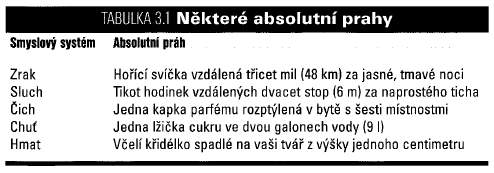 TABULKA 3.1 Některé absolutní prahy
Smyslový systém Absolutní práh
Zrak Hořící svíčka vzdálená třicet mil (48 km) za jasné, tmavé noci
Sluch Tikot hodinek vzdálených dvacet stop (6 m) za naprostého ticha
Čich Jedna kapka parfému rozptýlená v bytě s šesti místnostmi
Chuť Jedna lžička cukru ve dvou galonech vody (9 l)
Hmat Včelí křidélko spadlé na vaši tvář z výšky jednoho centimetru